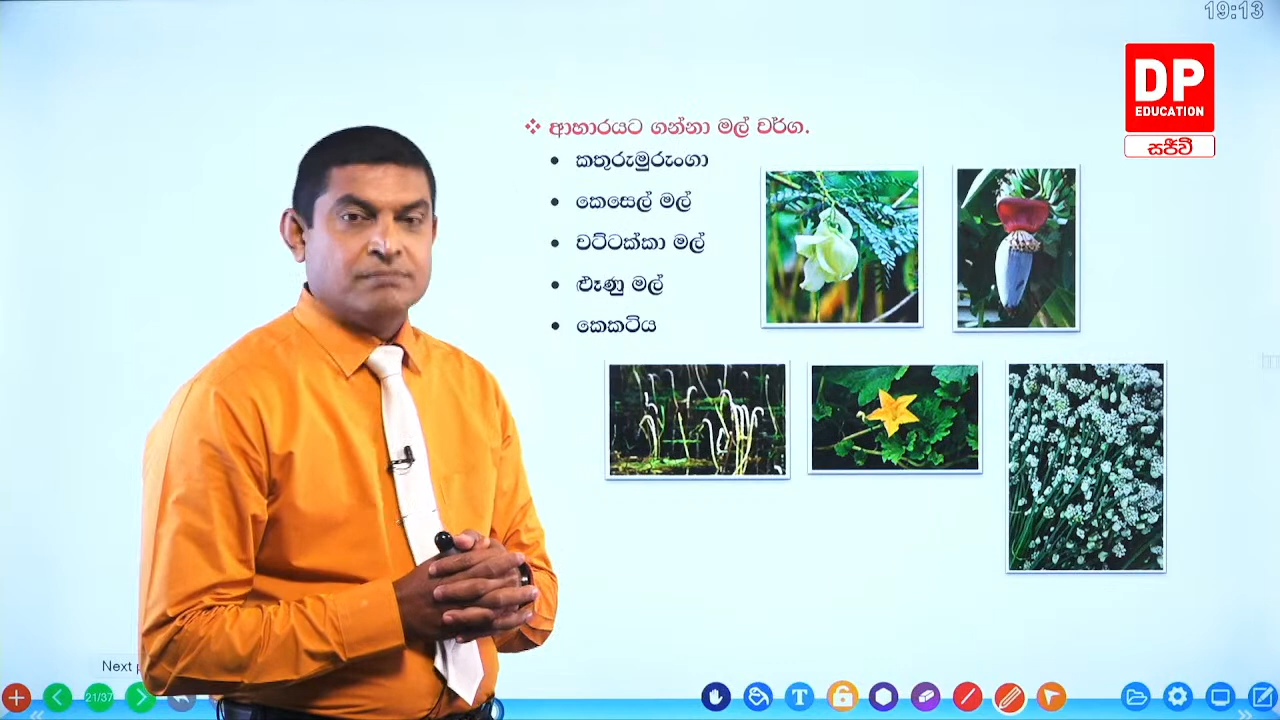 19:13
DP
EDUCATION
සජීවී
❖ ආහාරයට ගන්නා මල් වර්ග.
• කතුරුමුරුංගා
• කෙසෙල් මල්
• වට්ටක්කා මල්
• ළූණු මල්
• කෙකටිය
Next
21/37